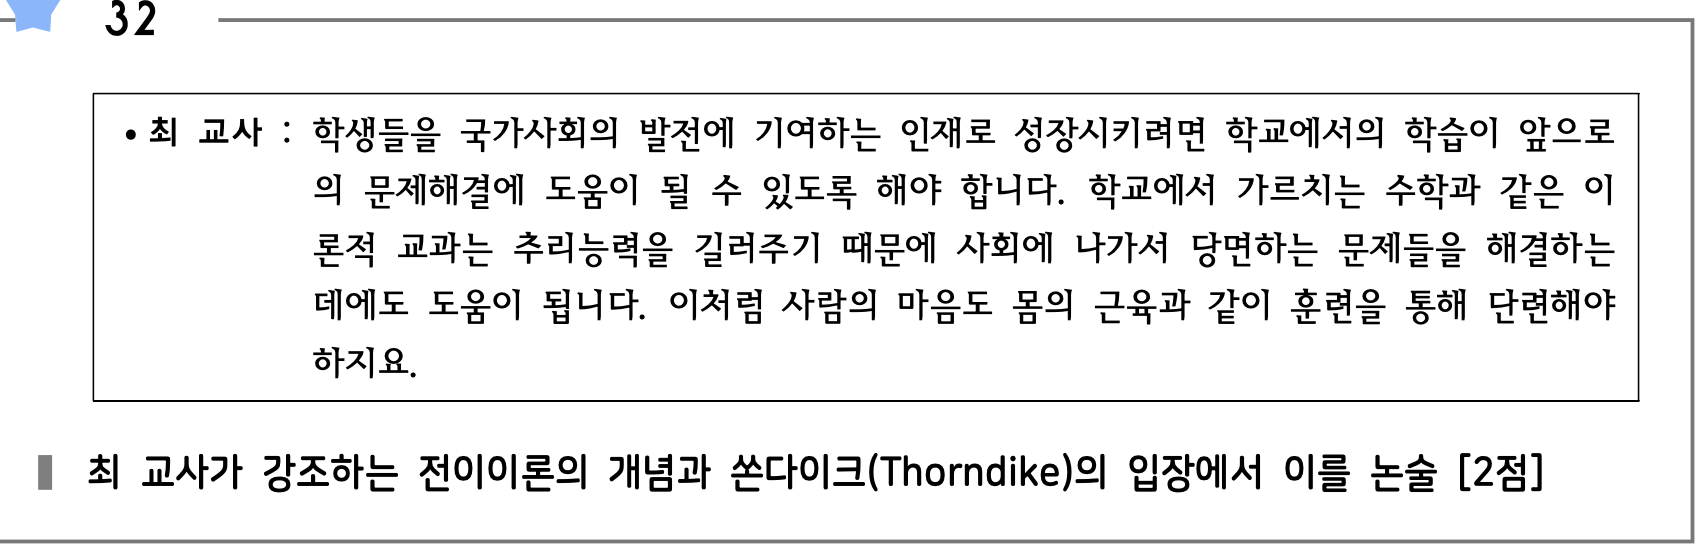 32
• 최 교사 : 학생들을 국가사회의 발전에 기여하는 인재로 성장시키려면 학교에서의 학습이 앞으로
의 문제해결에 도움이 될 수 있도록 해야 합니다. 학교에서 가르치는 수학과 같은 이
론적 교과는 추리능력을 길러주기 때문에 사회에 나가서 당면하는 문제들을 해결하는
데에도 도움이 됩니다. 이처럼 사람의 마음도 몸의 근육과 같이 훈련을 통해 단련해야
하지요.
최 교사가 강조하는 전이이론의 개념과 쏜다이크(Thorndike)의 입장에서 이를 논술 [2점]